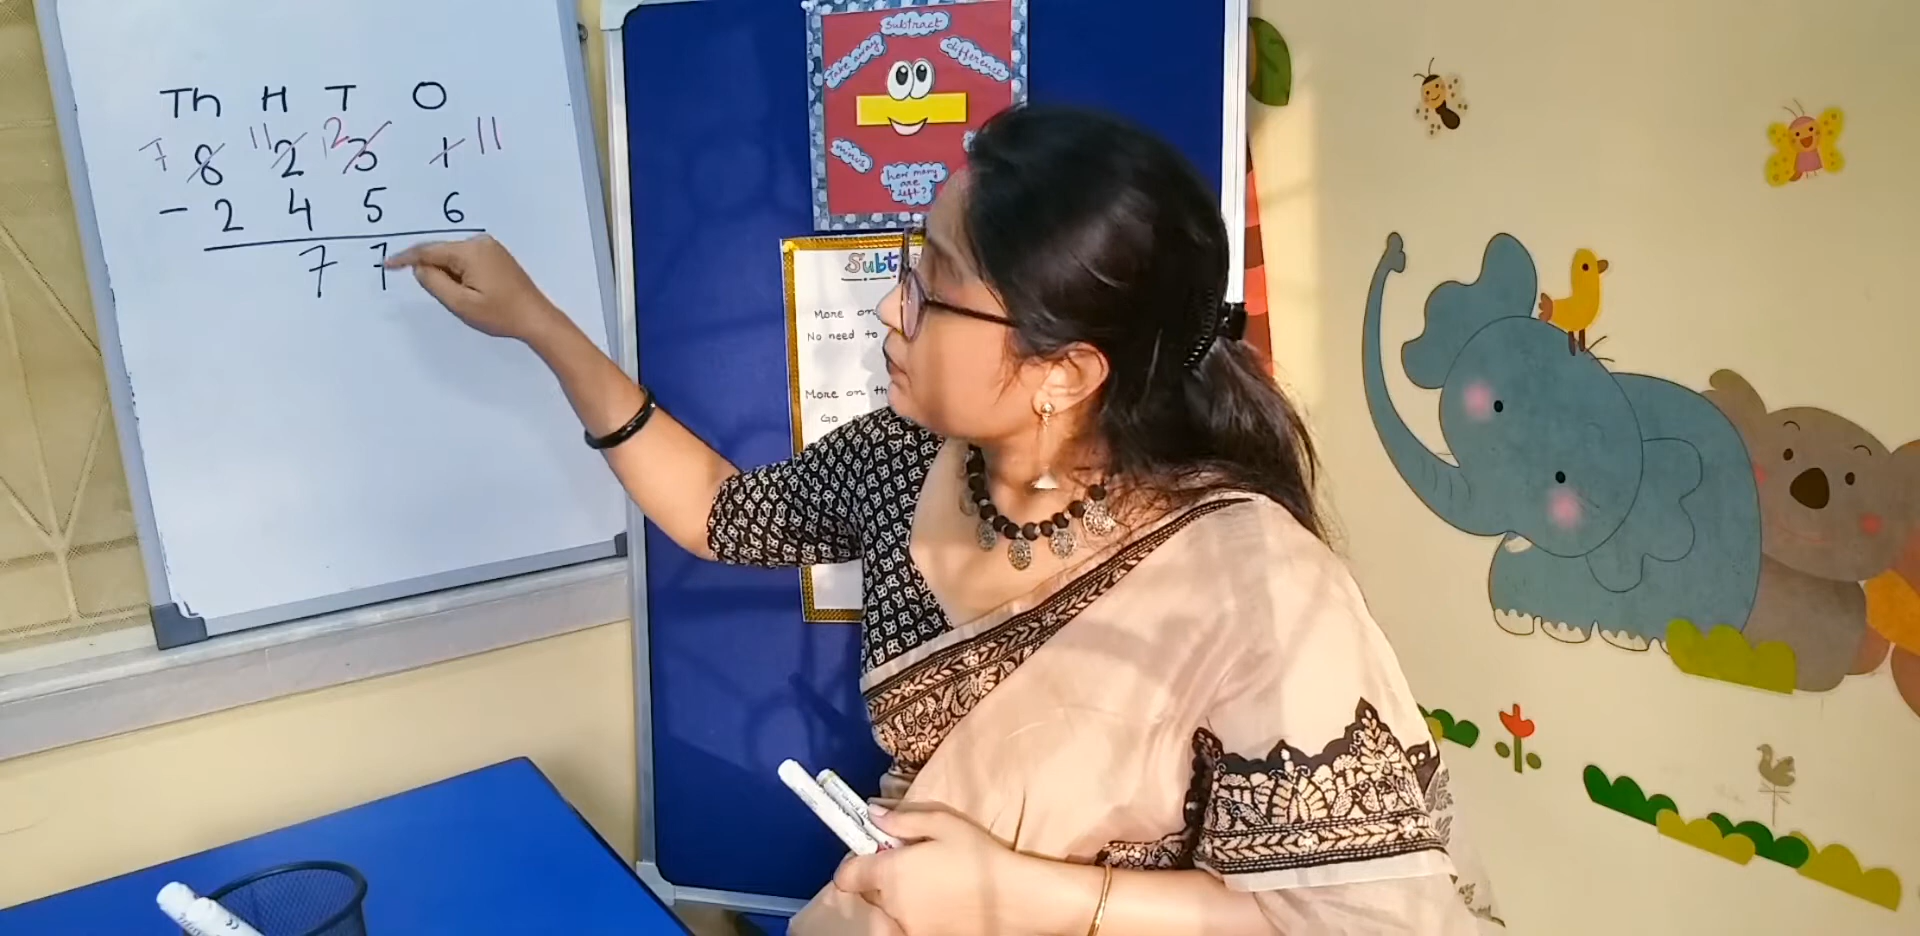 Th H T O
7 11 12 11
8 2 3 1
- 2 4 5 6
7 7
subtract
Take away
difference
minus
how many are left?
Subt
More on
No need to
More on th
Go